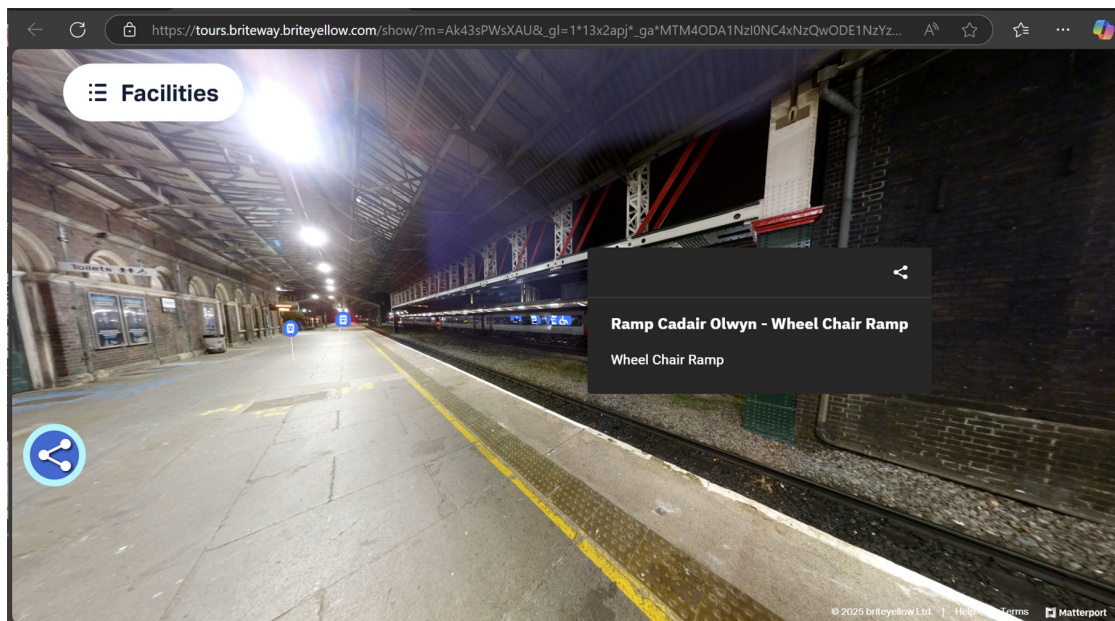 https://tours.briteway.briteyellow.com/show/?m=Ak43sPWsXAU&_gl=1*13x2apj*_ga*MTM4ODA1NzI0NC4xNzQwODE1NzYz...
Facilities
Toilets
Ramp Cadair Olwyn - Wheel Chair Ramp
Wheel Chair Ramp
© 2025 briteyellow Ltd. | Help Terms Matterport